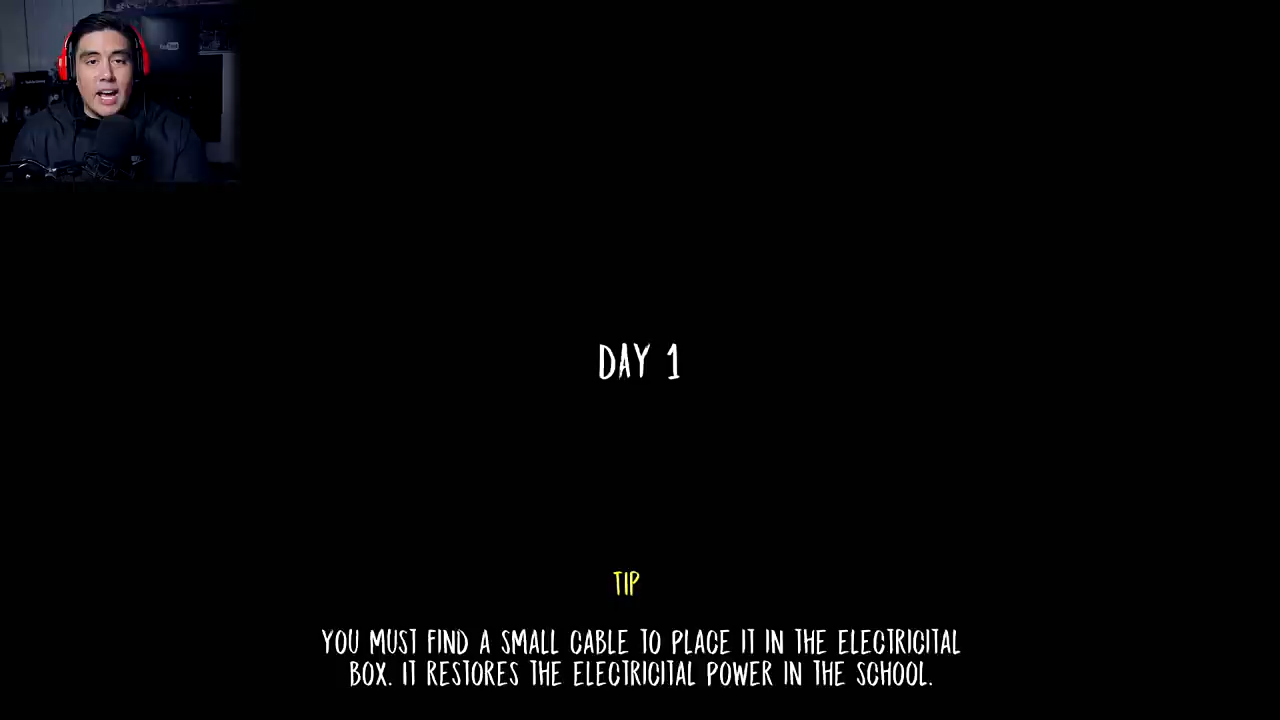 DAY 1
TIP
YOU MUST FIND A SMALL CABLE TO PLACE IT IN THE ELECTRICITAL
BOX. IT RESTORES THE ELECTRICITAL POWER IN THE SCHOOL.